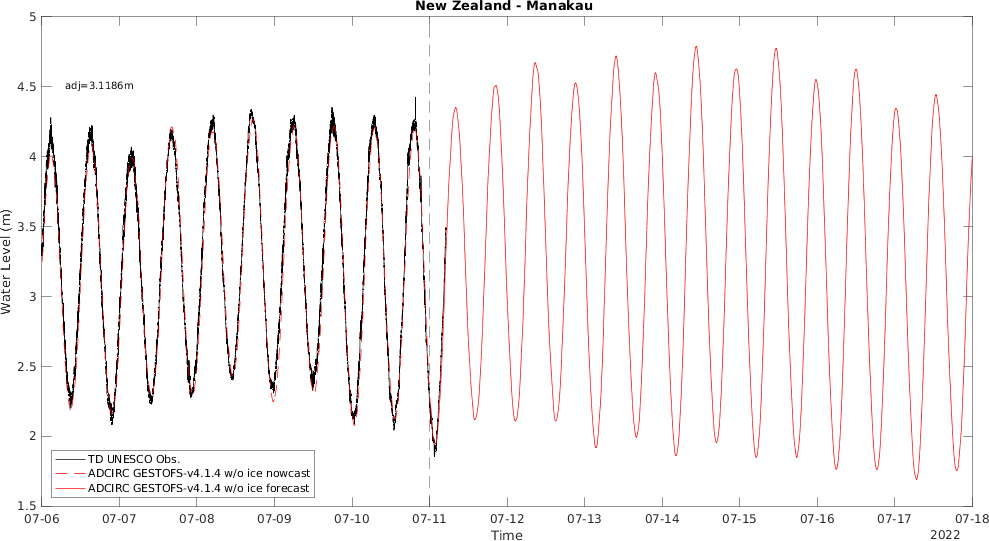 New Zealand - Manakau
5
4.5
4
3.5
3
2.5
2
1.5
Water Level (m)
adj=3.1186m
TD UNESCO Obs.
ADCIRC GESTOFS-v4.1.4 w/o ice nowcast
ADCIRC GESTOFS-v4.1.4 w/o ice forecast
07-06 07-07 07-08 07-09 07-10 07-11 07-12 07-13 07-14 07-15 07-16 07-17 07-18
Time
2022